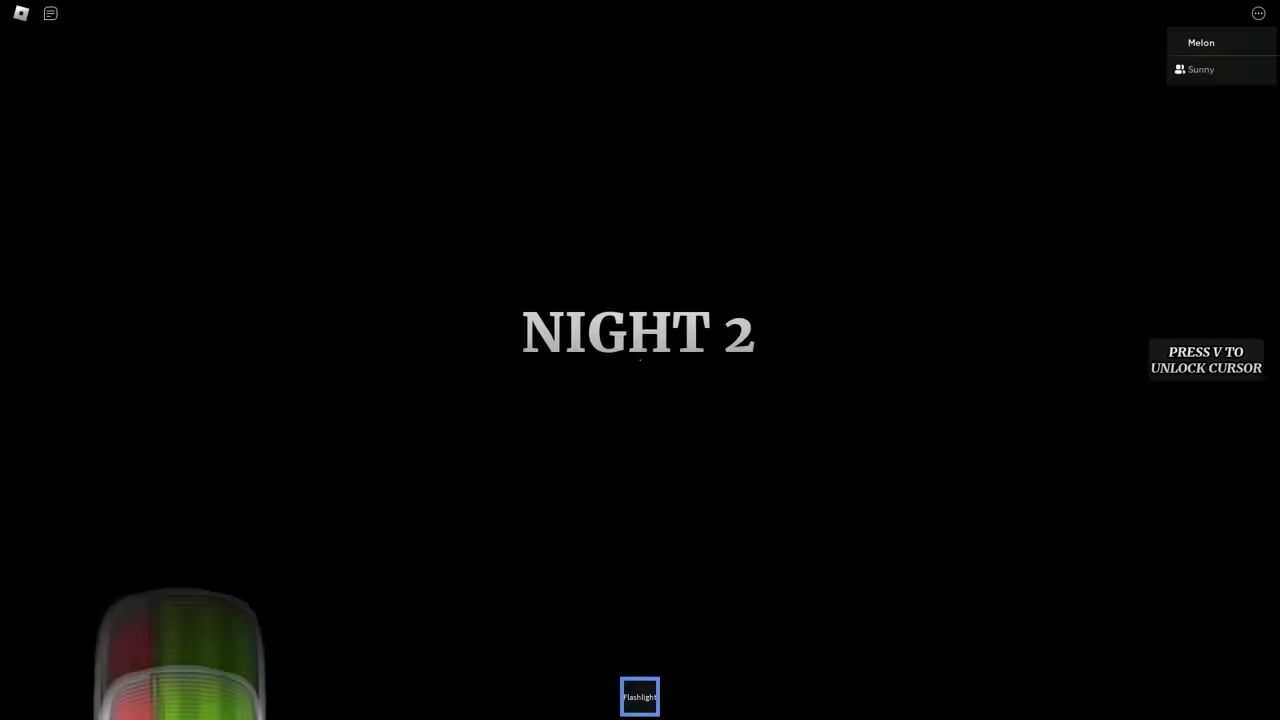 Melon
Sunny
NIGHT 2
PRESS V TO
UNLOCK CURSOR
Flashlight